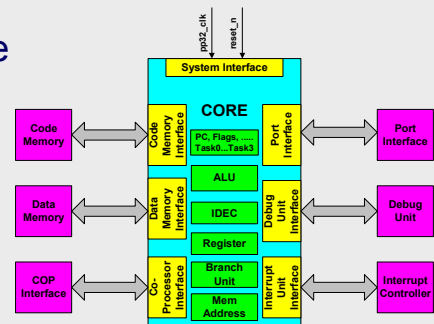 e
pp32_clk
reset_n
System Interface
CORE
Code
Memory
Code
Memory
Interface
PC, Flags, .....
Task0...Task3
Port
Interface
Port
Interface
ALU
Data
Memory
Data
Memory
Interface
IDEC
Debug
Unit
Interface
Debug
Unit
Register
COP
Interface
Co-
Processor
Interface
Branch
Unit
Mem
Address
Interrupt
Unit
Interface
Interrupt
Controller